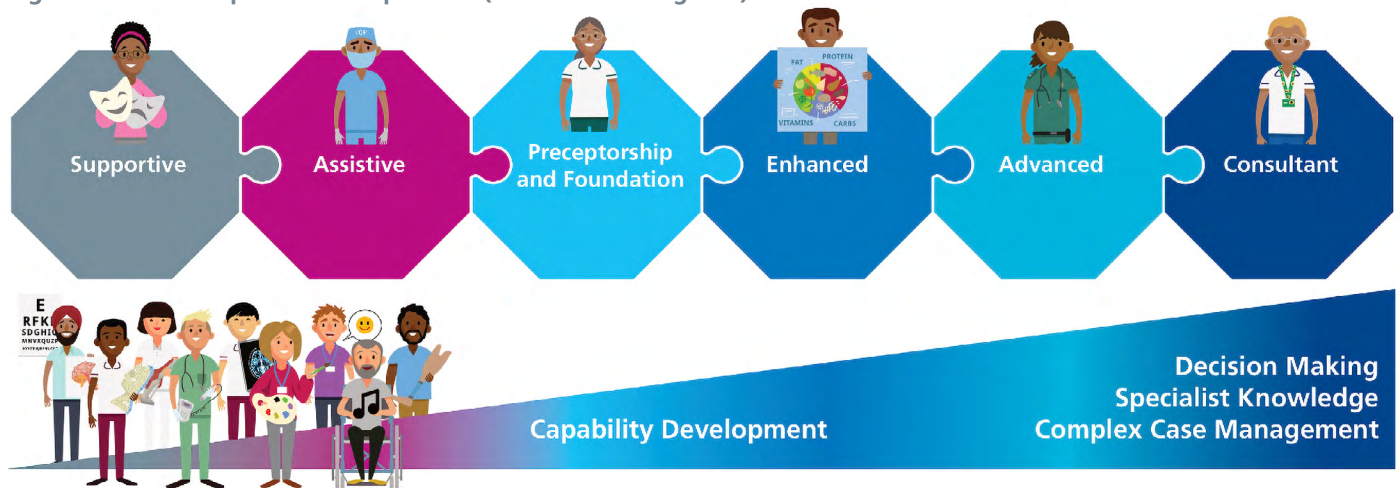 Supportive
Assistive
Preceptorship
and Foundation
Enhanced
Advanced
Consultant
FAT
PROTEIN
VITAMINS
CARBS
E
Capability Development
Decision Making
Specialist Knowledge
Complex Case Management